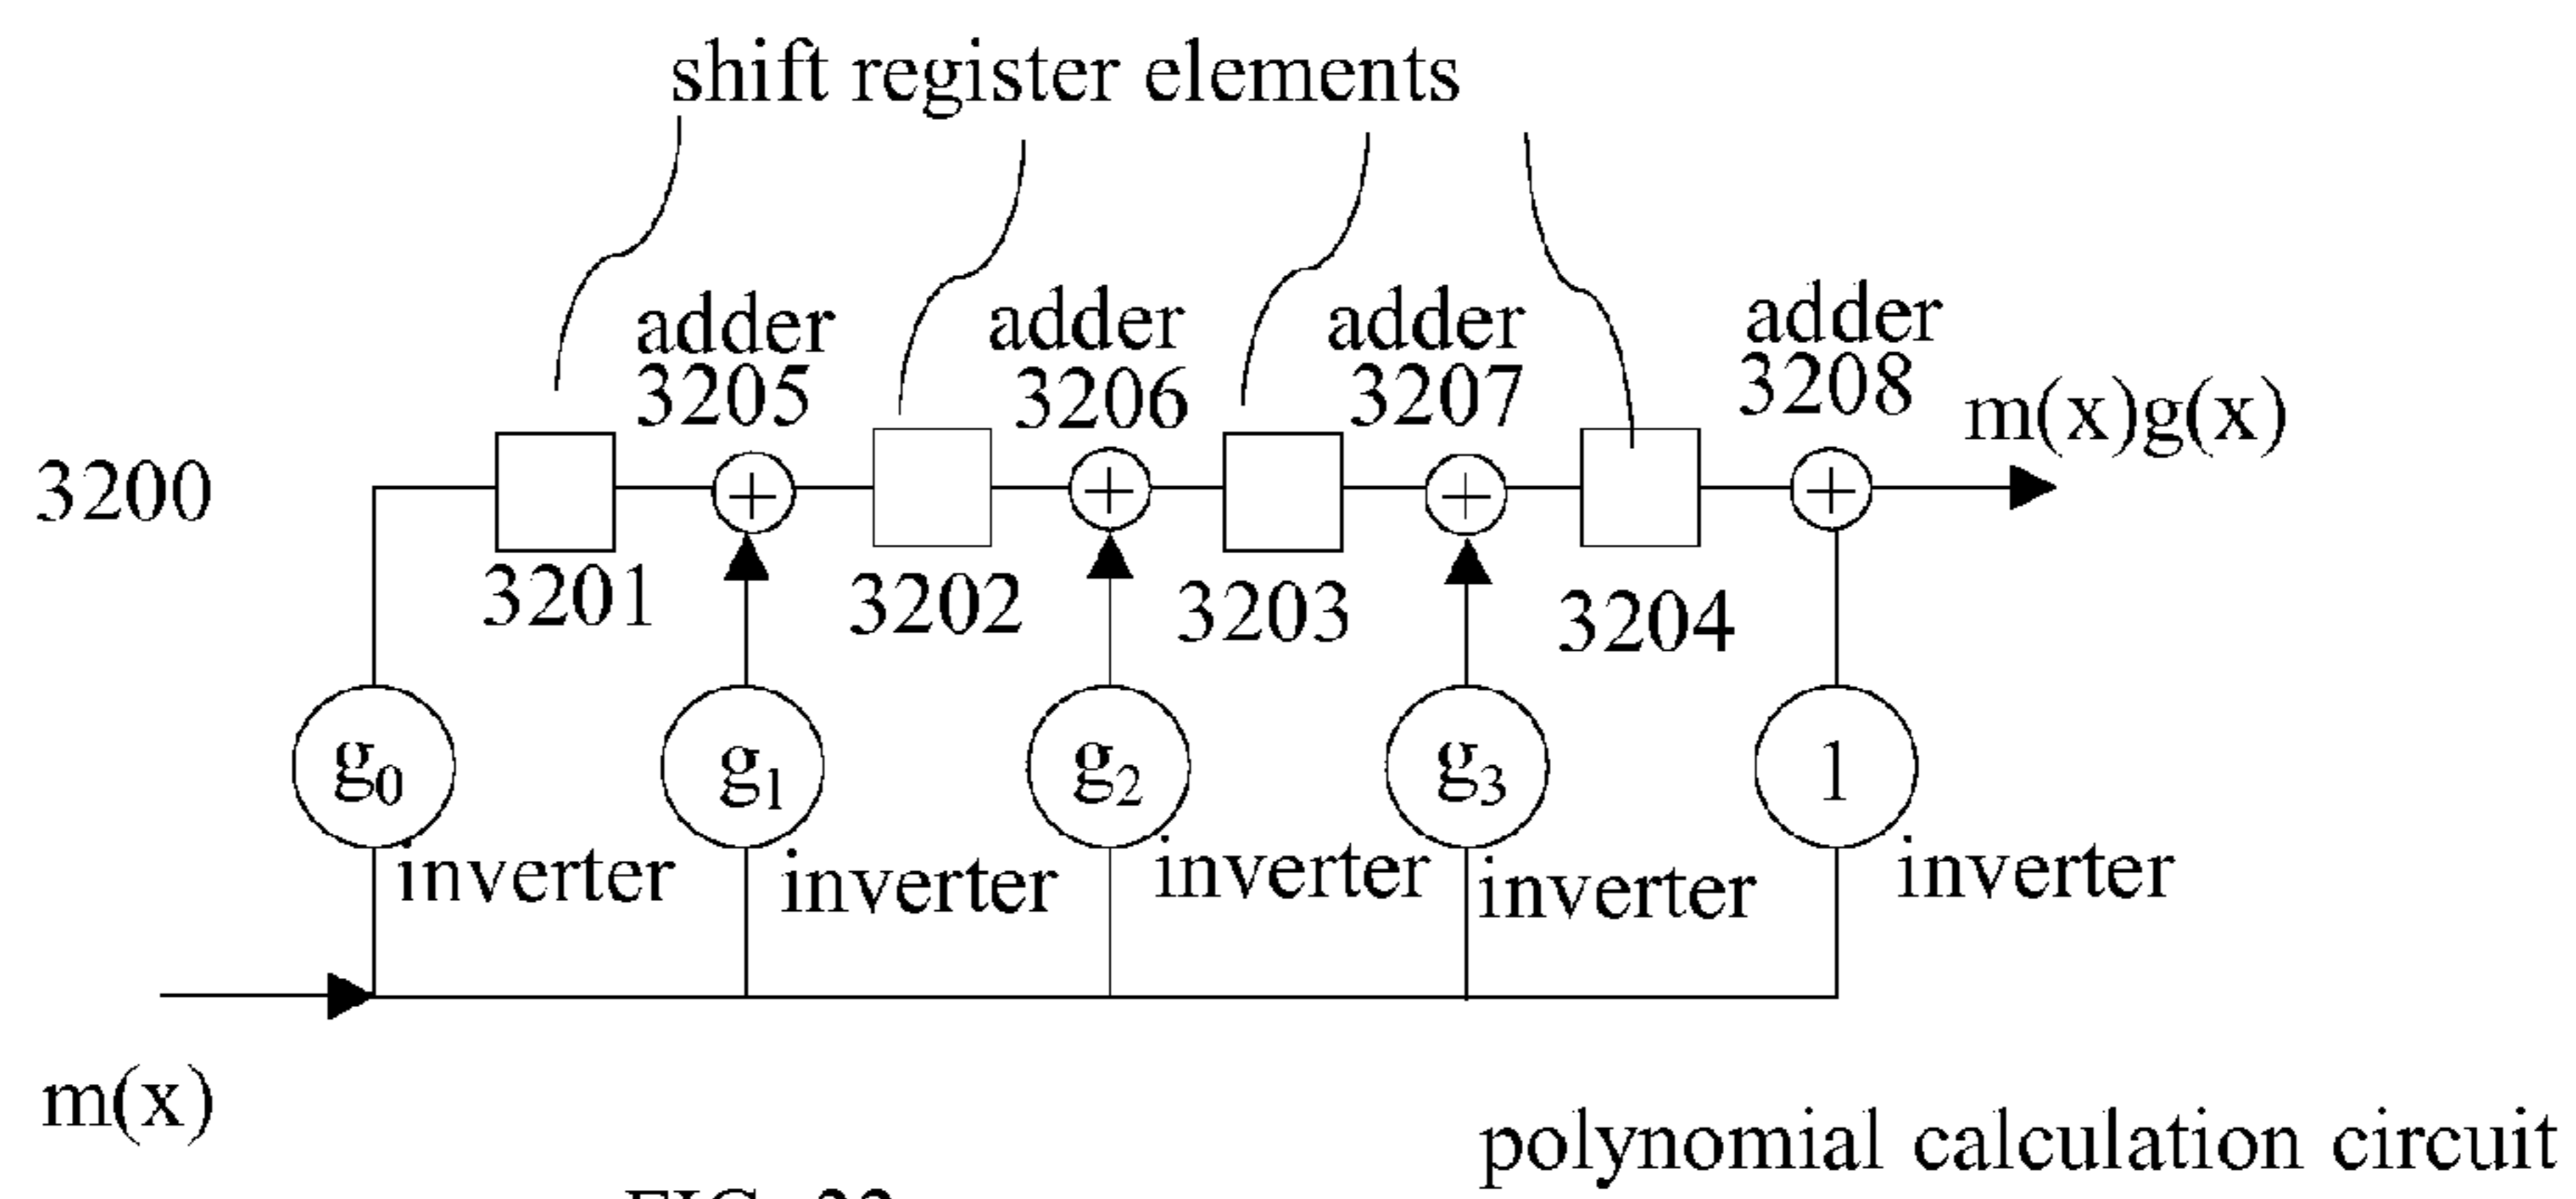 shift register elements
adder
3205
adder
3206
adder
3207
adder
3208
m(x)g(x)
3200
3201
3202
3203
3204
+
+
+
+
g0
g1
g2
g3
1
inverter
inverter
inverter
inverter
inverter
m(x)
polynomial calculation circuit